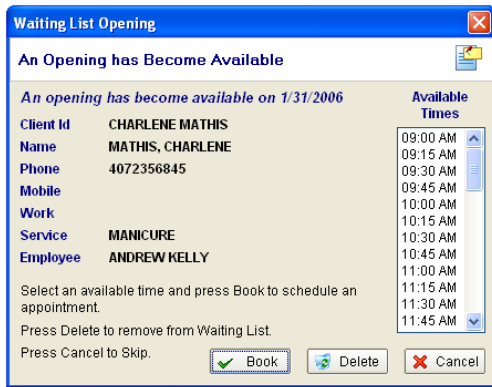 Waiting List Opening
An Opening has Become Available
An opening has become available on 1/31/2006
Client Id CHARLENE MATHIS
Name MATHIS, CHARLENE
Phone 4072356845
Mobile
Work
Service MANICURE
Employee ANDREW KELLY
Select an available time and press Book to schedule an
appointment.
Press Delete to remove from Waiting List.
Press Cancel to Skip.
Available
Times
09:00 AM
09:15 AM
09:30 AM
09:45 AM
10:00 AM
10:15 AM
10:30 AM
10:45 AM
11:00 AM
11:15 AM
11:30 AM
11:45 AM
Book Delete Cancel